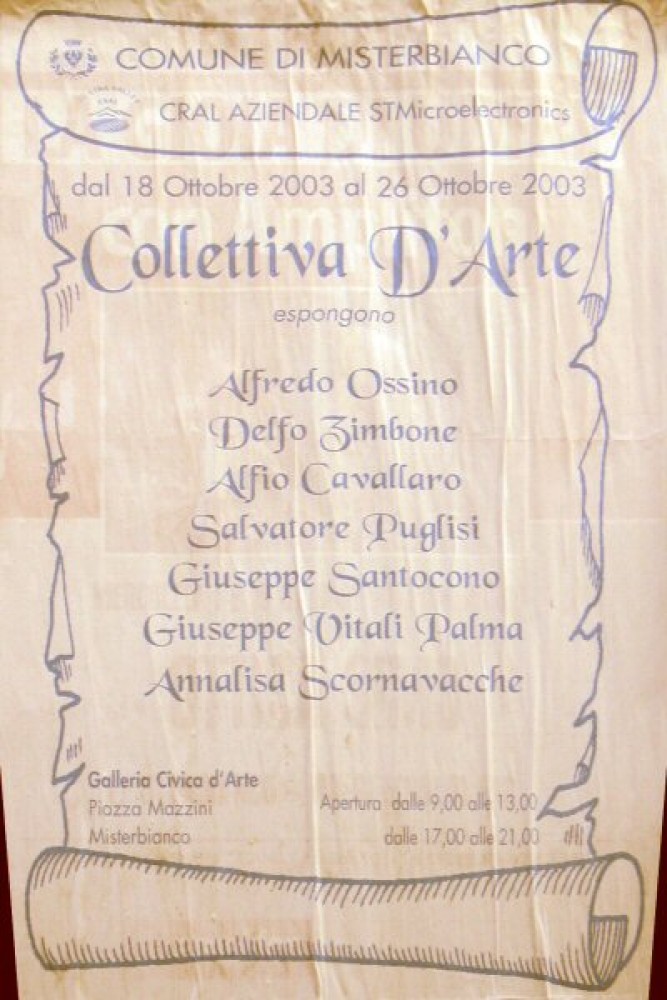 COMUNE DI MISTERBIANCO
CRAL AZIENDALE STMicroelectronics
dal 18 Ottobre 2003 al 26 Ottobre 2003
Collettiva D'Arte
espongono
Alfredo Ossino
Delfo Zimbone
Alfio Cavallaro
Salvatore Puglisi
Giuseppe Santocono
Giuseppe Vitali Palma
Annalisa Scornavacche
Galleria Civica d'Arte
Piazza Mazzini
Misterbianco
Apertura dalle 9,00 alle 13,00
dalle 17,00 alle 21,00